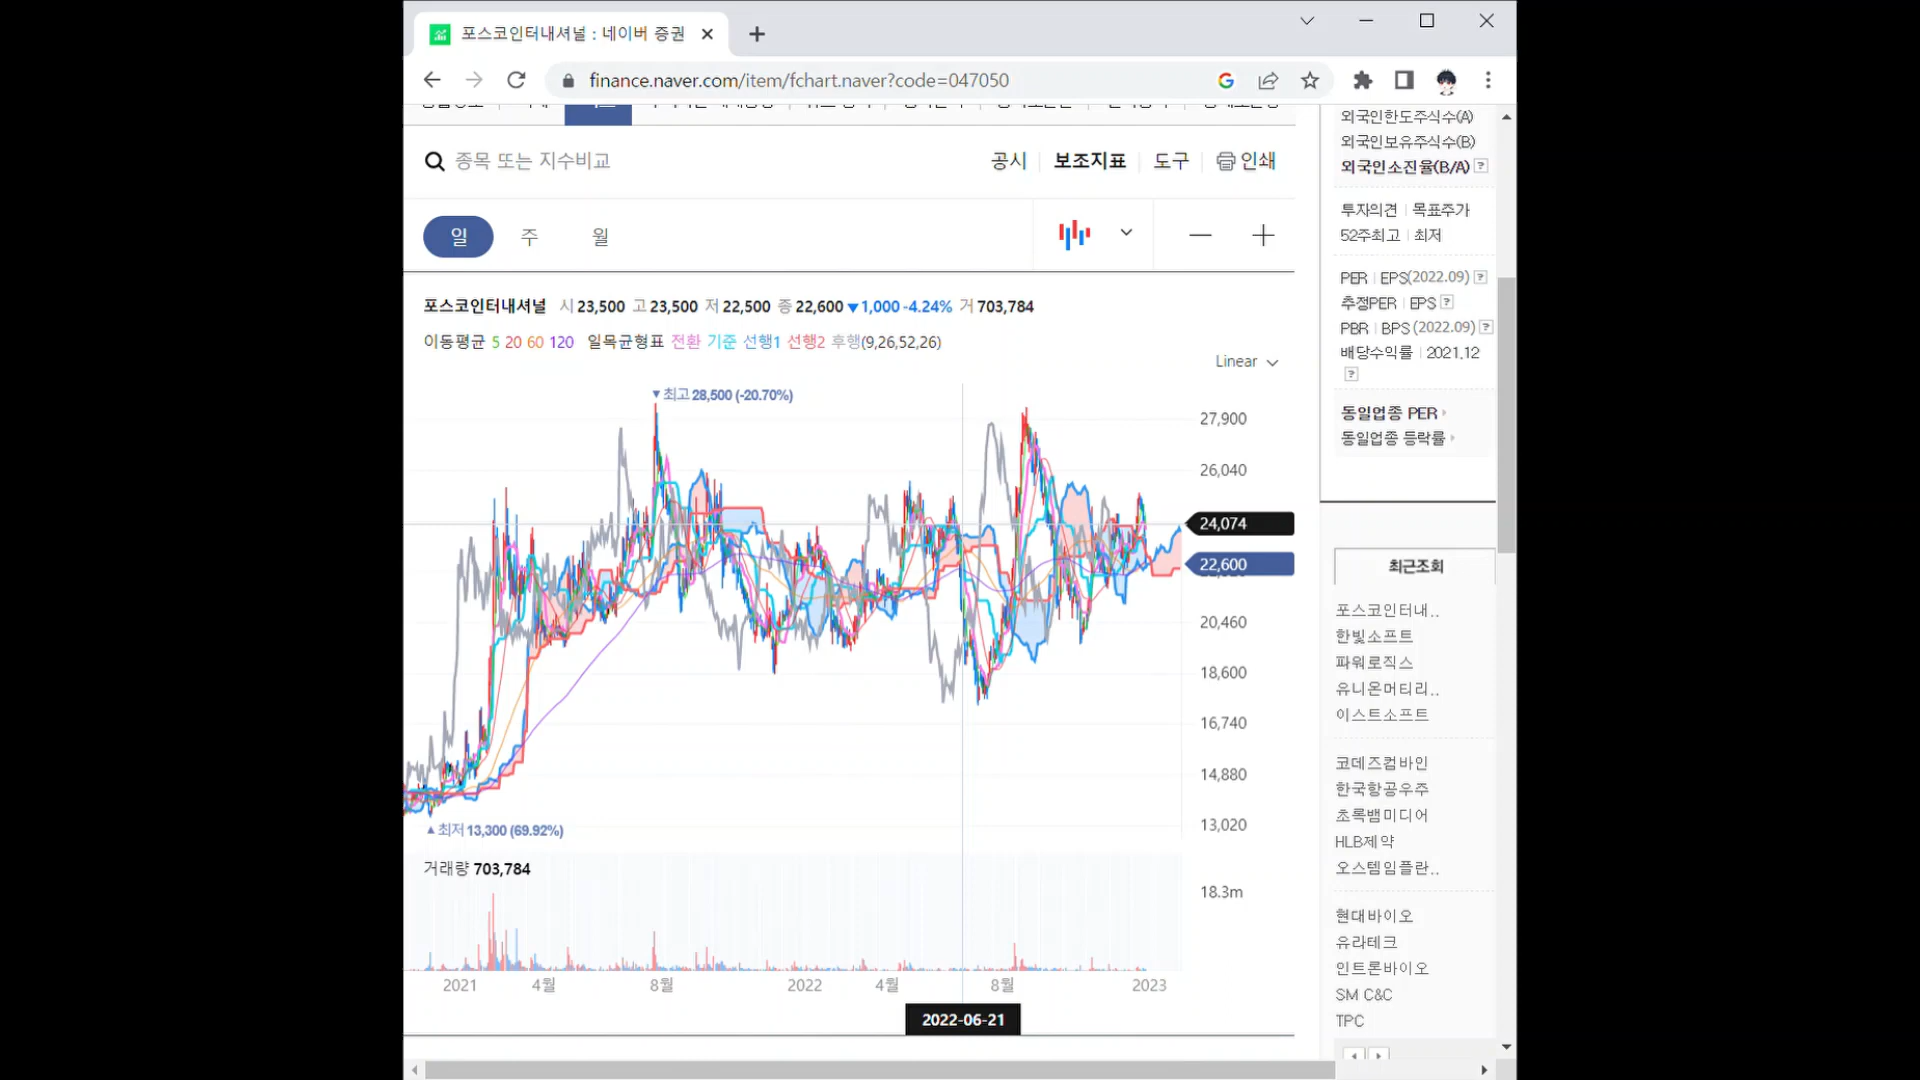 포스코인터내셔널 : 네이버 증권
finance.naver.com/item/fchart.naver?code=047050
종목 또는 지수비교
공시
보조지표
도구
인쇄
일
주
월
포스코인터내셔널 시 23,500 고 23,500 저 22,500 종 22,600 ▼1,000 -4.24% 거 703,784
이동평균 5 20 60 120 일목균형표 전환 기준 선행1 선행2 후행(9,26,52,26)
Linear
▼최고 28,500 (-20.70%)
27,900
26,040
24,074
22,600
20,460
18,600
16,740
14,880
13,020
▲최저 13,300 (69.92%)
거래량 703,784
18.3m
2021
4월
8월
2022
4월
8월
2023
2022-06-21
외국인한도주식수(A)
외국인보유주식수(B)
외국인소진율(B/A) ?
투자의견 | 목표주가
52주최고 | 최저
PER | EPS(2022.09) ?
추정PER | EPS ?
PBR | BPS (2022.09) ?
배당수익률 | 2021.12
?
동일업종 PER
동일업종 등락률
최근조회
포스코인터내..
한빛소프트
파워로직스
유니온머티리..
이스트소프트
코데즈컴바인
한국항공우주
초록뱀미디어
HLB제약
오스템임플란..
현대바이오
유라테크
인트론바이오
SM C&C
TPC